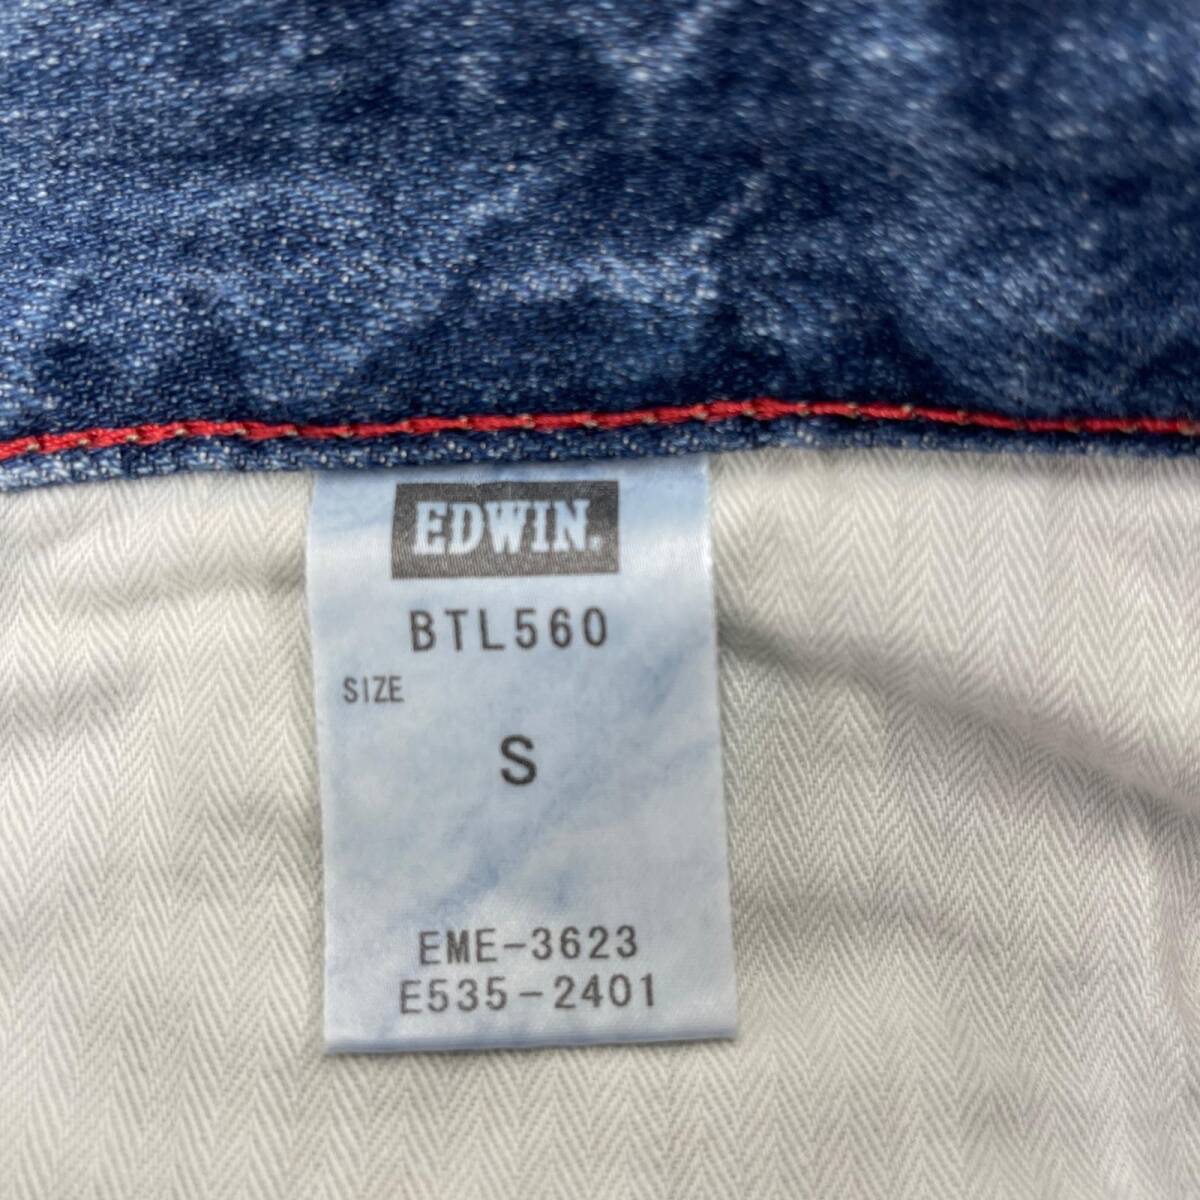 EDWIN.
BTL560
SIZE
S
EME-3623
E535-2401